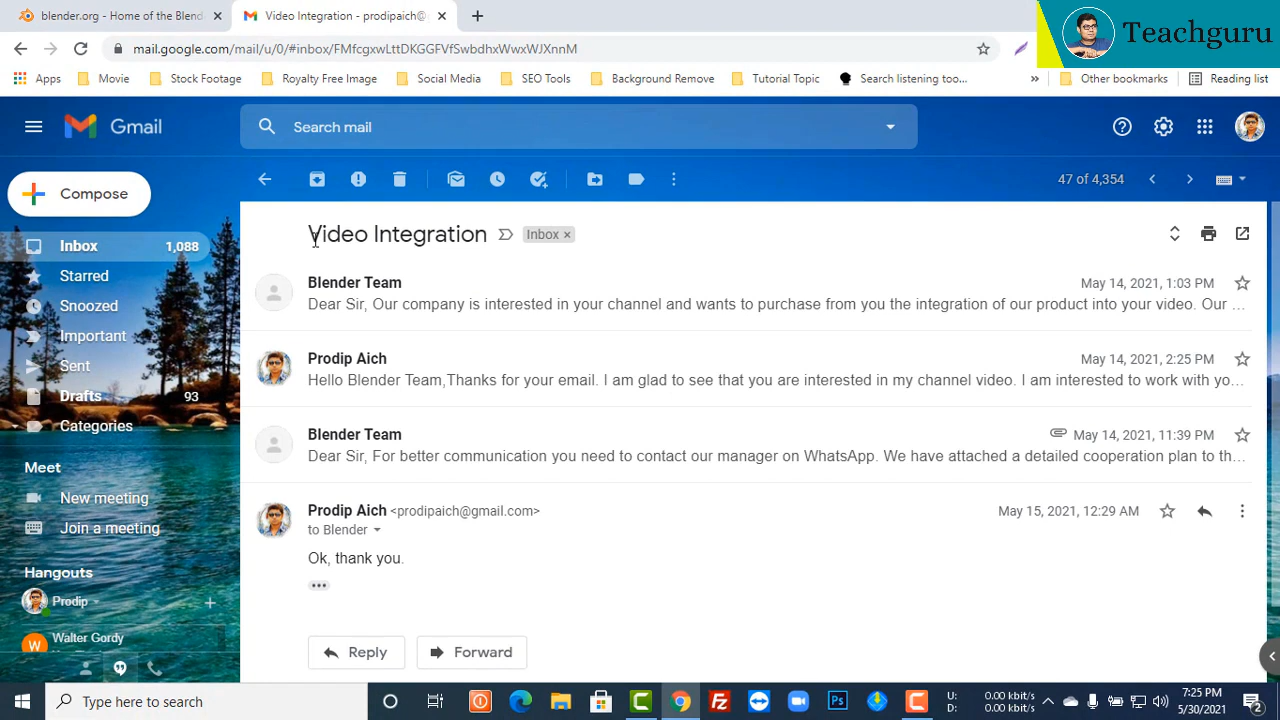 blender.org - Home of the Blend
Video Integration - prodipaich@
Teachguru
mail.google.com/mail/u/0/#inbox/FMfcgxwLttDKGGFVfSwbdhxWwxWJXnnM
Apps
Movie
Stock Footage
Royalty Free Image
Social Media
SEO Tools
Background Remove
Tutorial Topic
Search listening too...
Other bookmarks
Reading list
Gmail
Search mail
Compose
47 of 4,354
Inbox 1,088
Starred
Snoozed
Important
Sent
Drafts 93
Categories
Meet
New meeting
Join a meeting
Hangouts
Prodip
Walter Gordy
Video Integration
Inbox ×
Blender Team
May 14, 2021, 1:03 PM
Dear Sir, Our company is interested in your channel and wants to purchase from you the integration of our product into your video. Our ...
Prodip Aich
May 14, 2021, 2:25 PM
Hello Blender Team,Thanks for your email. I am glad to see that you are interested in my channel video. I am interested to work with yo...
Blender Team
May 14, 2021, 11:39 PM
Dear Sir, For better communication you need to contact our manager on WhatsApp. We have attached a detailed cooperation plan to th...
Prodip Aich <prodipaich@gmail.com>
May 15, 2021, 12:29 AM
to Blender
Ok, thank you.
Reply
Forward
Type here to search
U: 0.00 kbit/s
D: 0.00 kbit/s
7:25 PM
5/30/2021
2